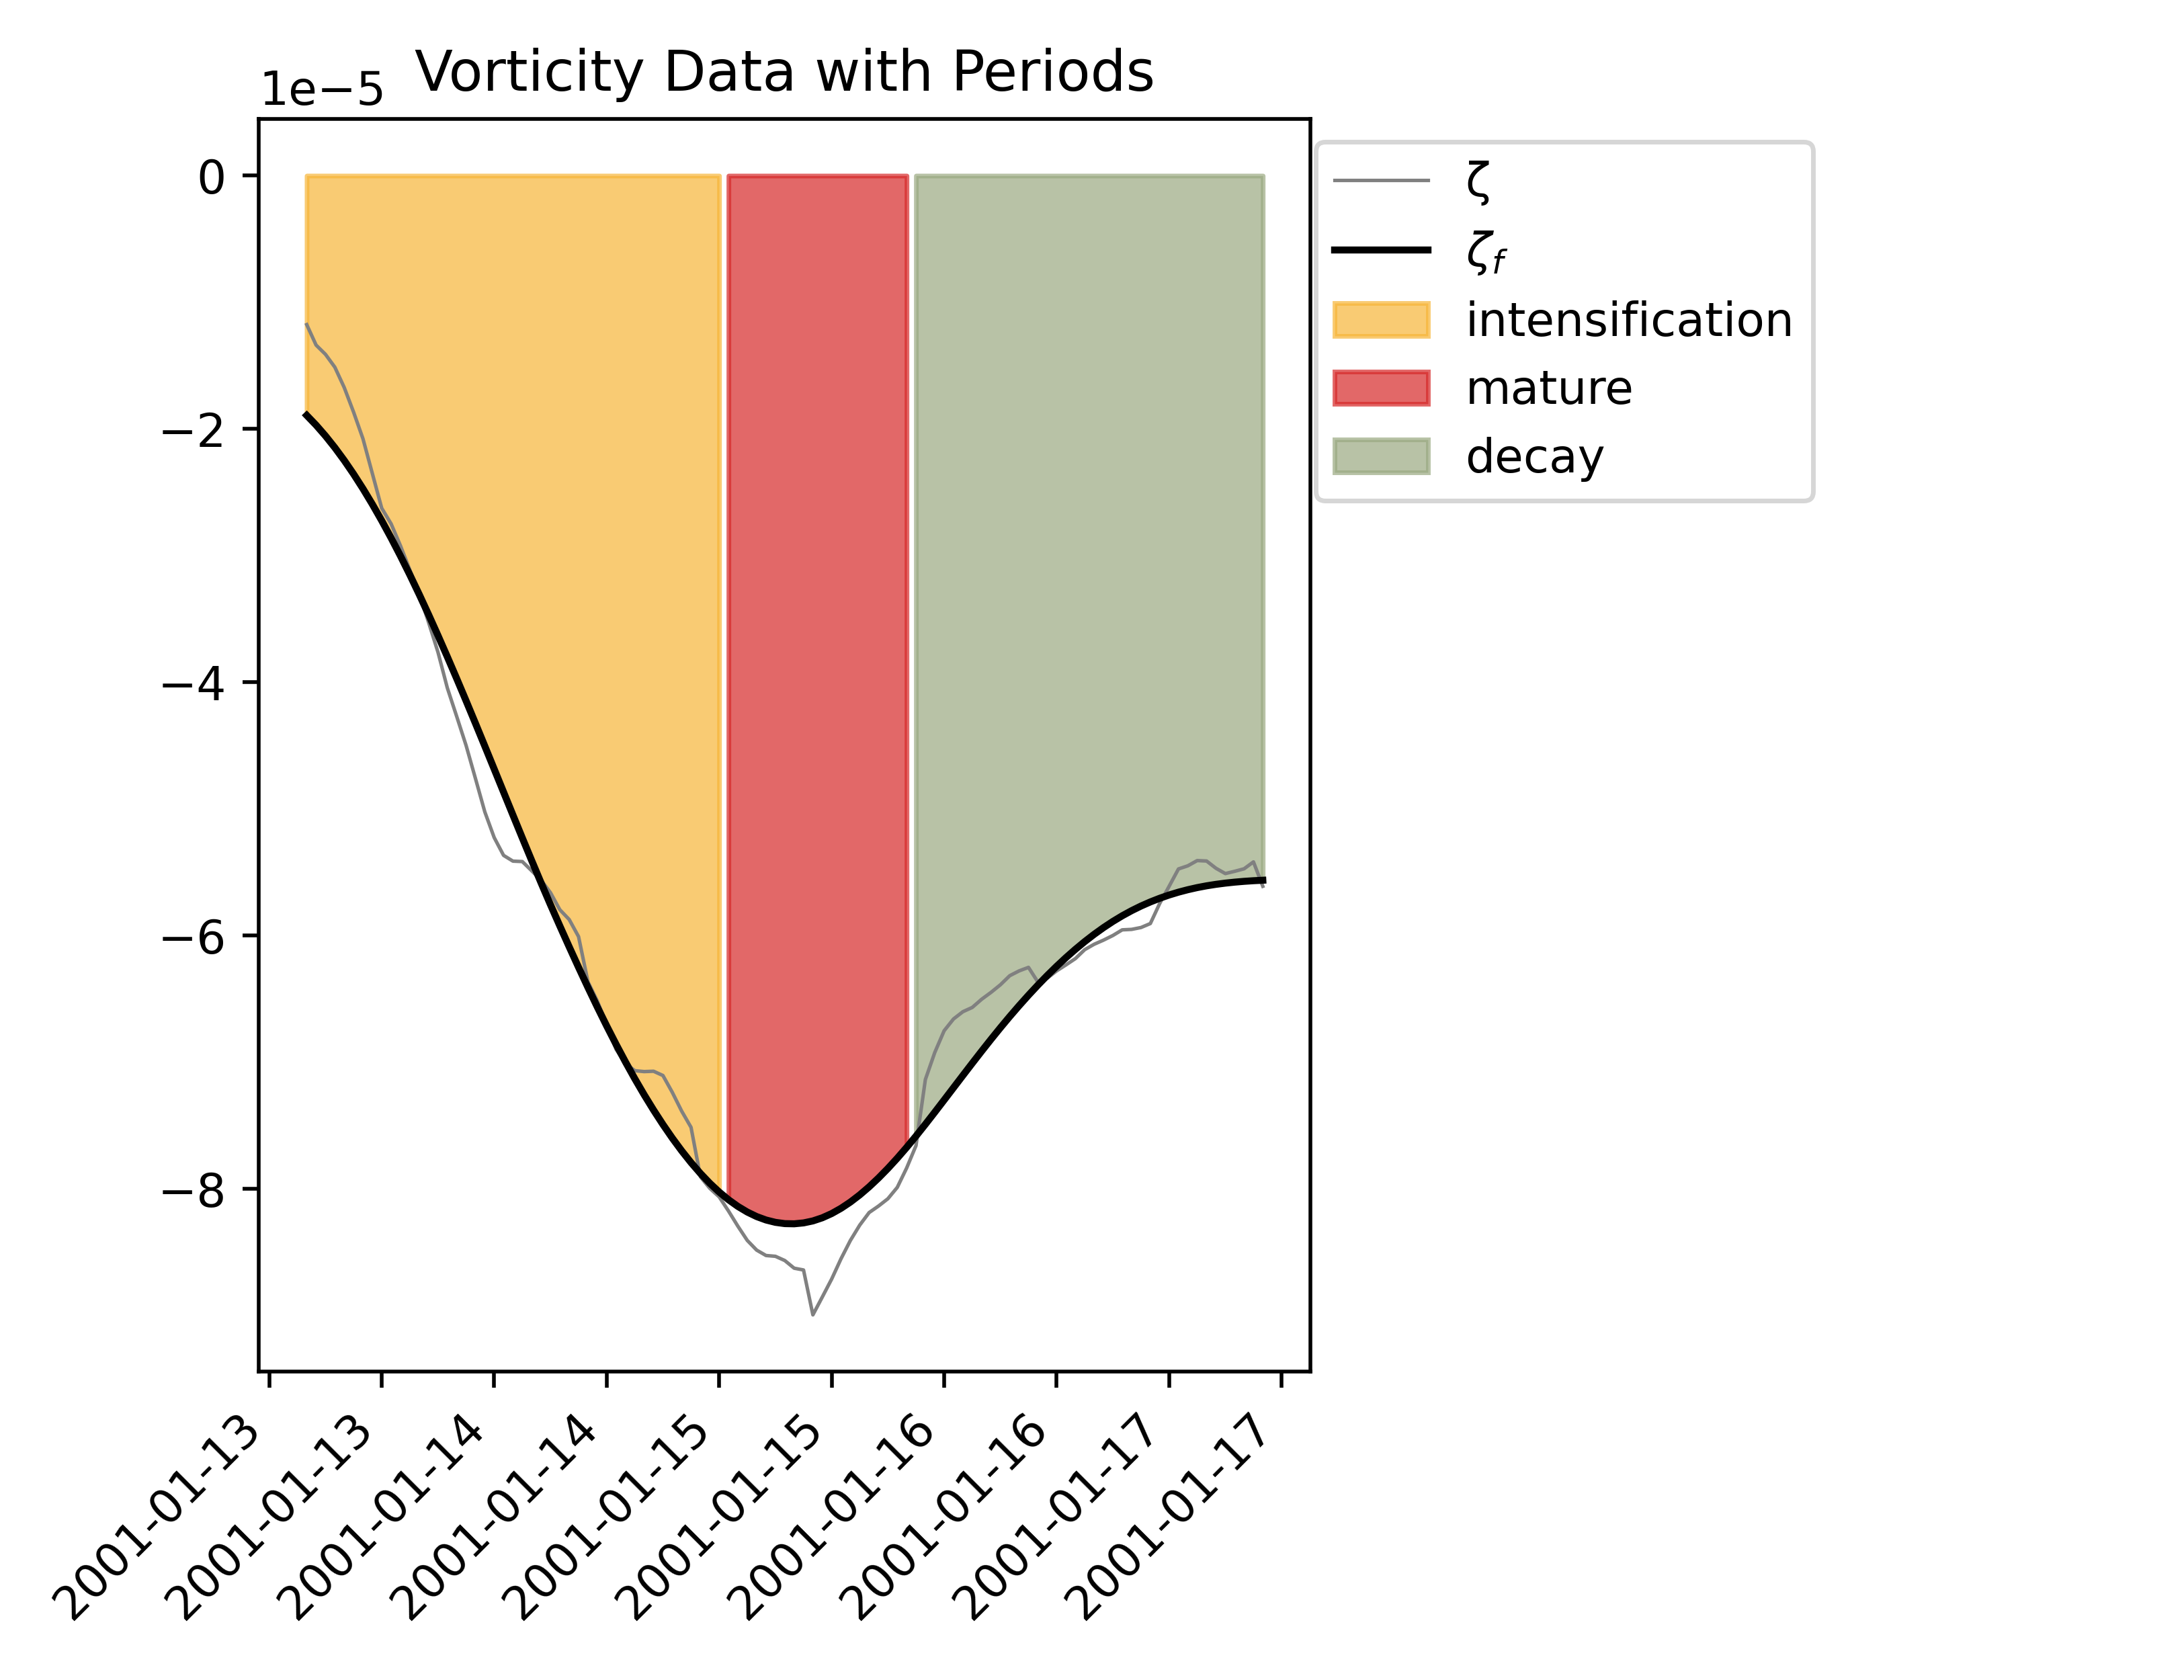 Vorticity Data with Periods
1e−5
0
−2
−4
−6
−8
2001-01-13
2001-01-13
2001-01-14
2001-01-14
2001-01-15
2001-01-15
2001-01-16
2001-01-16
2001-01-17
2001-01-17
ζ
ζf
intensification
mature
decay